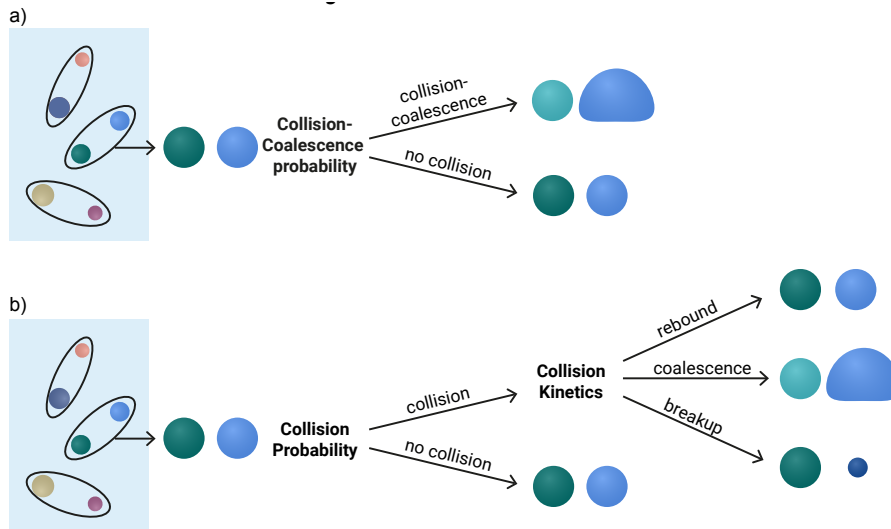 a)
Collision-
Coalescence
probability
collision-
coalescence
no collision
b)
Collision
Probability
collision
no collision
Collision
Kinetics
rebound
coalescence
breakup